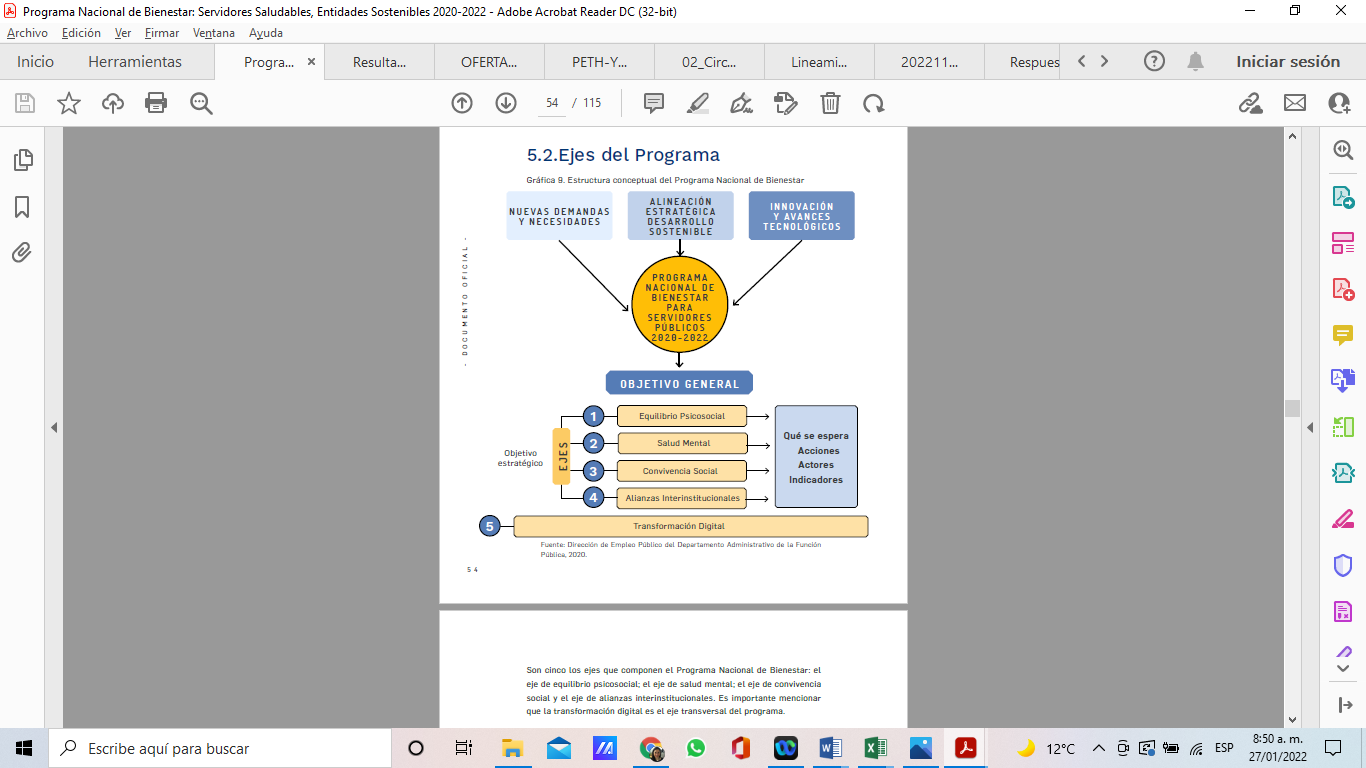 Programa Nacional de Bienestar: Servidores Saludables, Entidades Sostenibles 2020-2022 - Adobe Acrobat Reader DC (32-bit)
Archivo Edición Ver Firmar Ventana Ayuda
Inicio Herramientas Progra... × Resulta... OFERTA... PETH-Y... 02_Circ... Lineami... 202211... Respues Iniciar sesión
54 / 115
5.2.Ejes del Programa
Gráfica 9. Estructura conceptual del Programa Nacional de Bienestar
NUEVAS DEMANDAS
Y NECESIDADES
ALINEACIÓN
ESTRATÉGICA
DESARROLLO
SOSTENIBLE
INNOVACIÓN
Y AVANCES
TECNOLÓGICOS
- DOCUMENTO OFICIAL -
PROGRAMA
NACIONAL DE
BIENESTAR
PARA
SERVIDORES
PÚBLICOS
2020-2022
OBJETIVO GENERAL
Objetivo
estratégico
EJES
1 Equilibrio Psicosocial
2 Salud Mental
3 Convivencia Social
4 Alianzas Interinstitucionales
Qué se espera
Acciones
Actores
Indicadores
5 Transformación Digital
Fuente: Dirección de Empleo Público del Departamento Administrativo de la Función
Pública, 2020.
54
Son cinco los ejes que componen el Programa Nacional de Bienestar: el
eje de equilibrio psicosocial; el eje de salud mental; el eje de convivencia
social y el eje de alianzas interinstitucionales. Es importante mencionar
que la transformación digital es el eje transversal del programa.
Escribe aquí para buscar
12°C
ESP
8:50 a. m.
27/01/2022